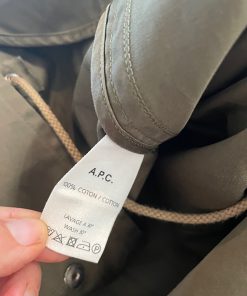 A.P.C.
100% COTON / COTTON
LAVAGE A 30°
WASH 30°